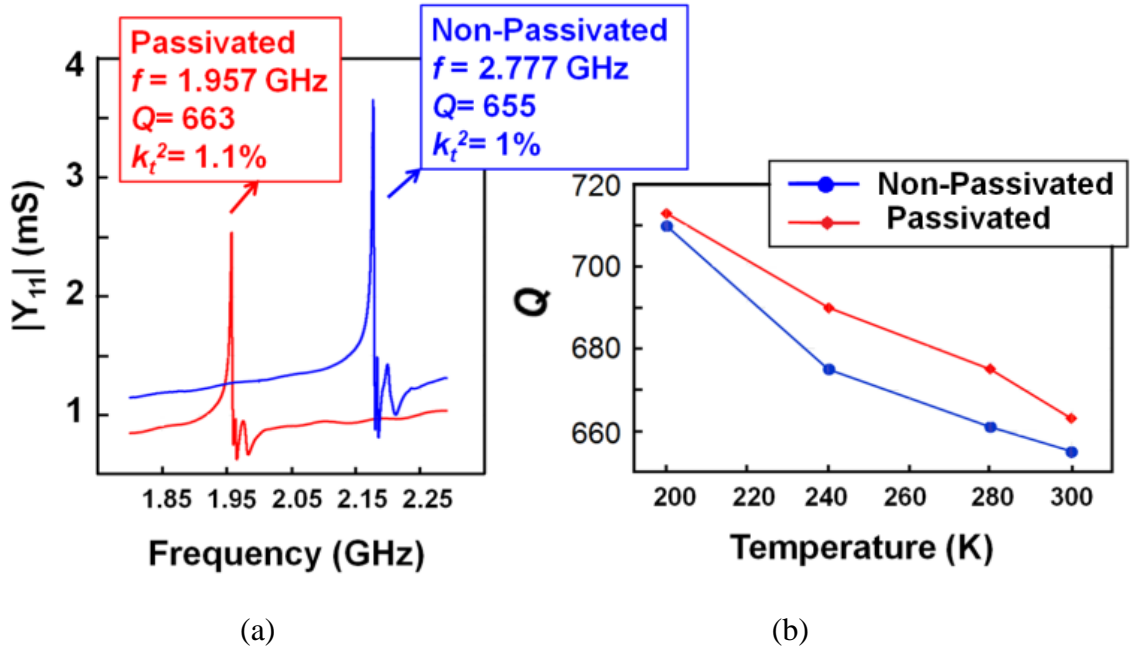 Passivated
f = 1.957 GHz
Q= 663
kₜ²= 1.1%
Non-Passivated
f = 2.777 GHz
Q= 655
kₜ²= 1%
4
3
2
1
|Y₁₁| (mS)
1.85 1.95 2.05 2.15 2.25
Frequency (GHz)
(a)
Non-Passivated
Passivated
720
700
680
660
Q
200 220 240 260 280 300
Temperature (K)
(b)